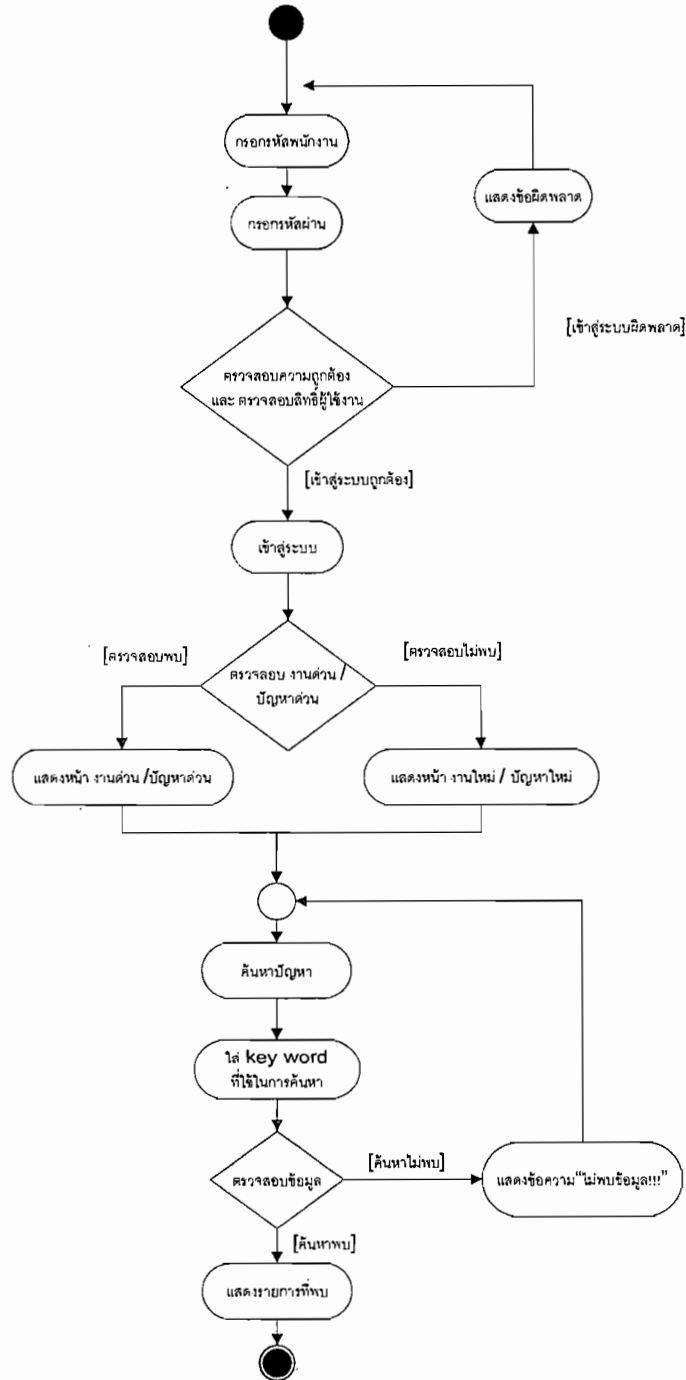 กรอกรหัสพนักงาน
แสดงข้อผิดพลาด
กรอกรหัสผ่าน
[เข้าสู่ระบบผิดพลาด]
ตรวจสอบความถูกต้อง
และ ตรวจสอบสิทธิ์ผู้ใช้งาน
[เข้าสู่ระบบถูกต้อง]
เข้าสู่ระบบ
[ตรวจสอบพบ]
[ตรวจสอบไม่พบ]
ตรวจสอบ งานด่วน /
ปัญหาด่วน
แสดงหน้า งานด่วน /ปัญหาด่วน
แสดงหน้า งานใหม่ / ปัญหาใหม่
ค้นหาปัญหา
ใส่ key word
ที่ใช้ในการค้นหา
[ค้นหาไม่พบ]
ตรวจสอบข้อมูล
แสดงข้อความ"ไม่พบข้อมูล!!!"
[ค้นหาพบ]
แสดงรายการที่พบ